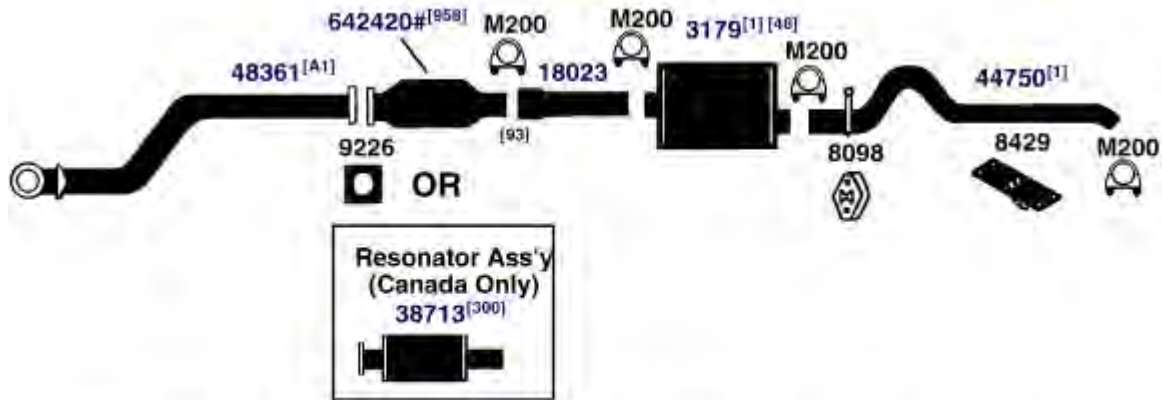 642420#[958]
M200
M200
3179[1] [48]
M200
48361[A1]
18023
44750[1]
[93]
9226
8098
8429
M200
OR
Resonator Ass'y
(Canada Only)
38713[300]